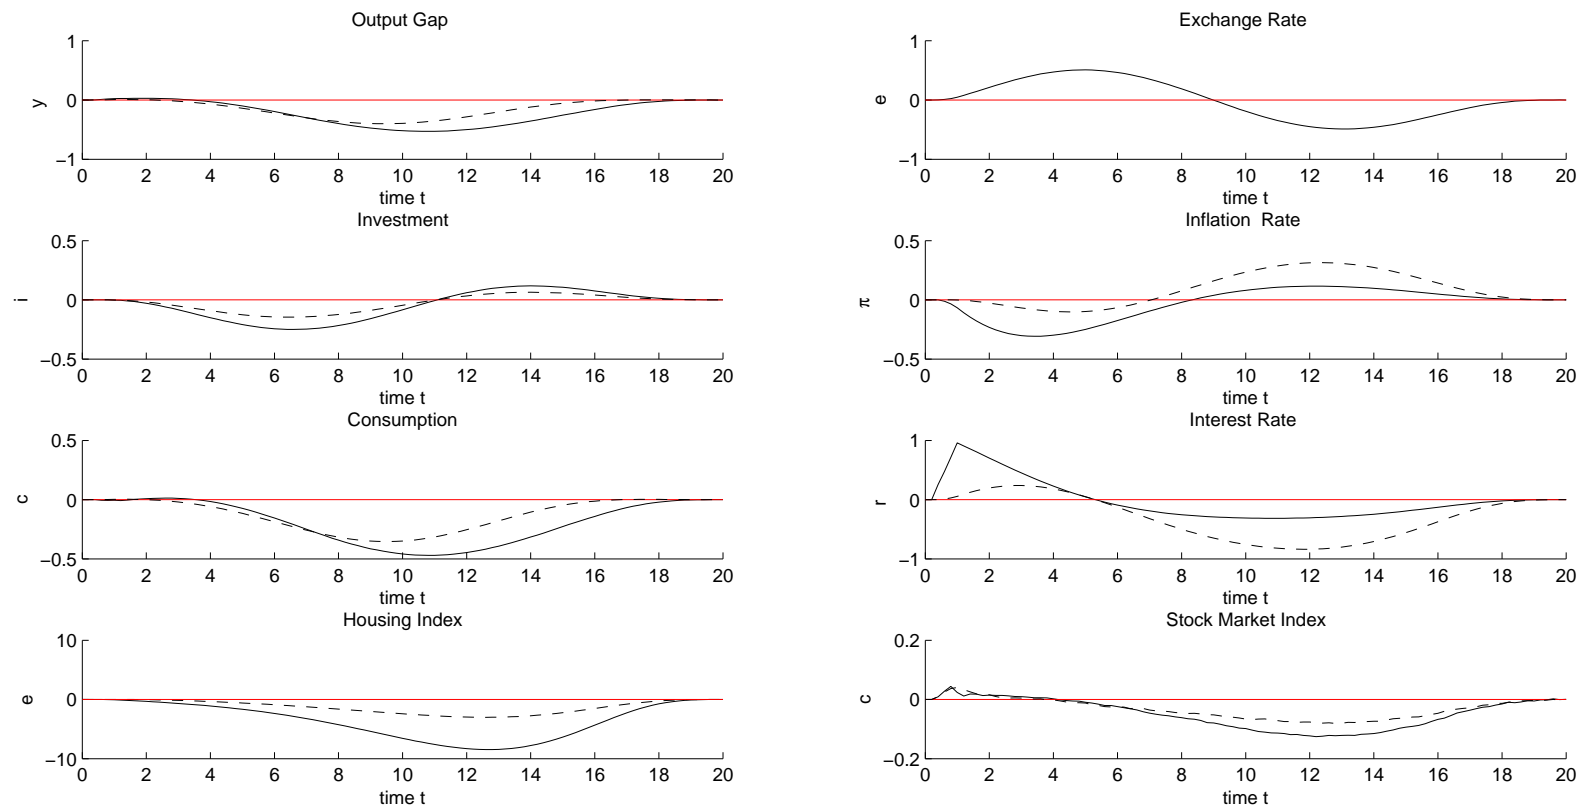 Output Gap
1
0
−1
y
0 2 4 6 8 10 12 14 16 18 20
time t
Exchange Rate
1
0
−1
e
0 2 4 6 8 10 12 14 16 18 20
time t
Investment
0.5
0
−0.5
i
0 2 4 6 8 10 12 14 16 18 20
time t
Inflation Rate
0.5
0
−0.5
π
0 2 4 6 8 10 12 14 16 18 20
time t
Consumption
0.5
0
−0.5
c
0 2 4 6 8 10 12 14 16 18 20
time t
Interest Rate
1
0
−1
r
0 2 4 6 8 10 12 14 16 18 20
time t
Housing Index
10
0
−10
e
0 2 4 6 8 10 12 14 16 18 20
time t
Stock Market Index
0.2
0
−0.2
c
0 2 4 6 8 10 12 14 16 18 20
time t